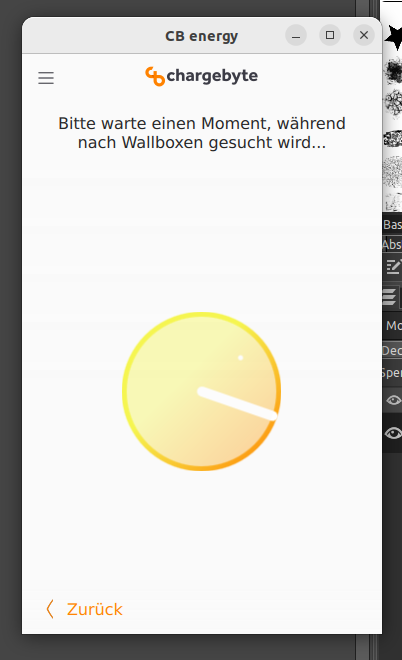 CB energy
chargebyte
Bitte warte einen Moment, während
nach Wallboxen gesucht wird...
Zurück
Bas
Abs
Mo
Dec
Sper